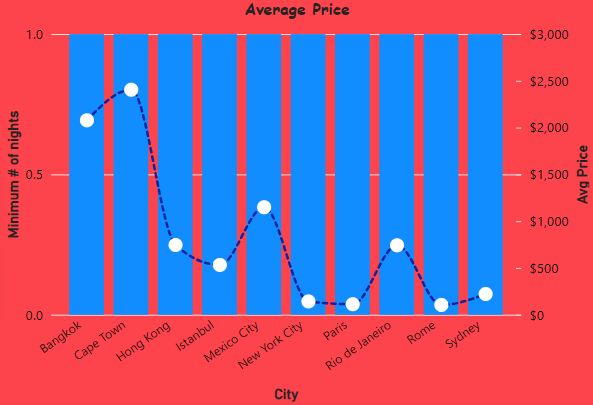 Average Price
Minimum # of nights
1.0
0.5
0.0
$3,000
$2,500
$2,000
$1,500
$1,000
$500
$0
Avg Price
Bangkok
Cape Town
Hong Kong
Istanbul
Mexico City
New York City
Paris
Rio de Janeiro
Rome
Sydney
City